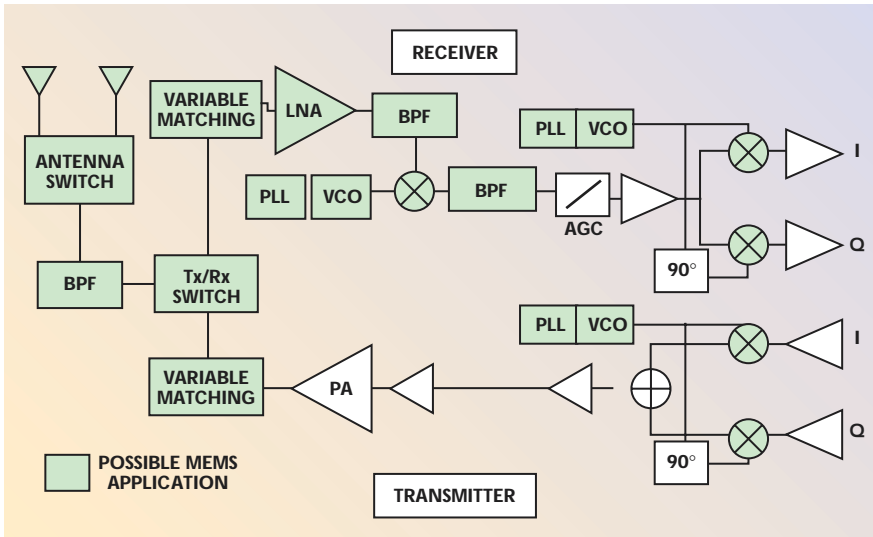 RECEIVER
VARIABLE
MATCHING
LNA
BPF
PLL
VCO
I
ANTENNA
SWITCH
PLL
VCO
BPF
AGC
Q
90°
BPF
Tx/Rx
SWITCH
PLL
VCO
I
VARIABLE
MATCHING
PA
Q
90°
POSSIBLE MEMS
APPLICATION
TRANSMITTER